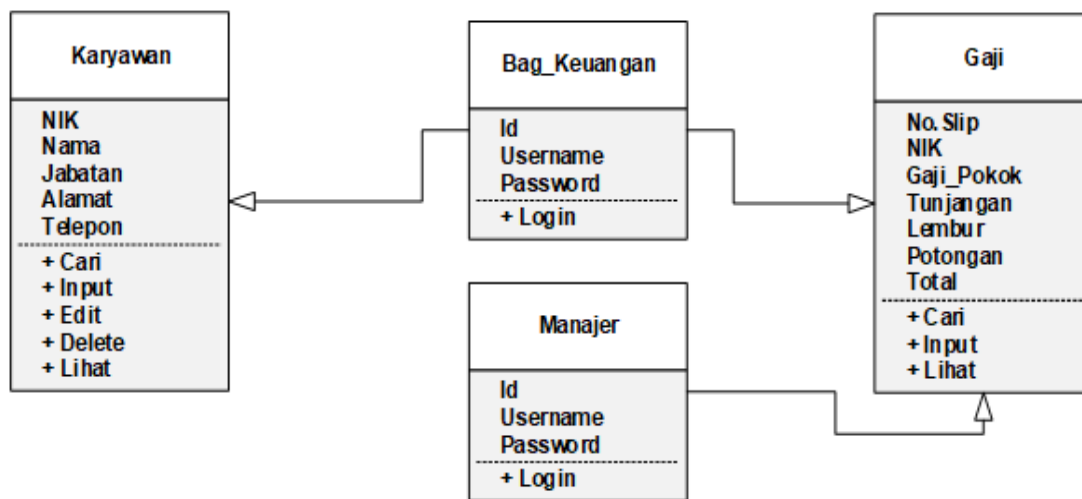 Karyawan
NIK
Nama
Jabatan
Alamat
Telepon
+ Cari
+ Input
+ Edit
+ Delete
+ Lihat
Bag_Keuangan
Id
Username
Password
+ Login
Manajer
Id
Username
Password
+ Login
Gaji
No. Slip
NIK
Gaji_Pokok
Tunjangan
Lembur
Potongan
Total
+ Cari
+ Input
+ Lihat